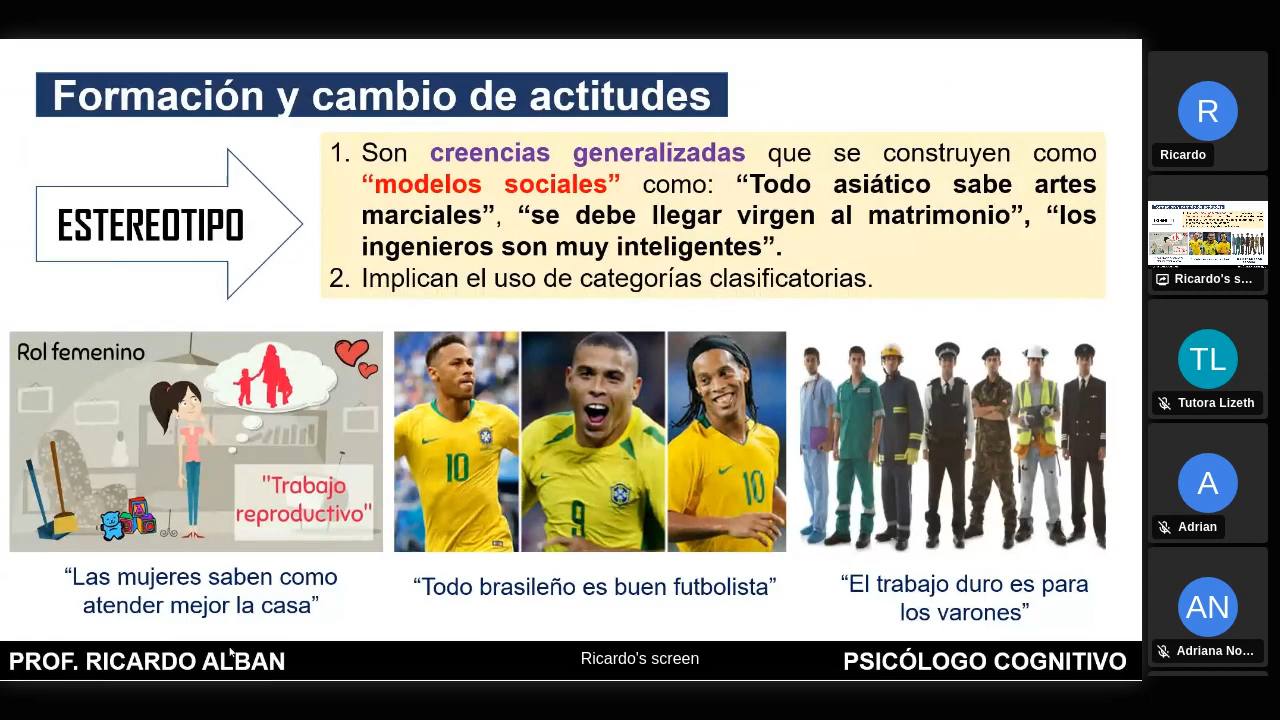 Formación y cambio de actitudes
ESTEREOTIPO
1. Son creencias generalizadas que se construyen como
“modelos sociales” como: “Todo asiático sabe artes
marciales”, “se debe llegar virgen al matrimonio”, “los
ingenieros son muy inteligentes”.
2. Implican el uso de categorías clasificatorias.
Rol femenino
"Trabajo
reproductivo"
10
9
10
“Las mujeres saben como
atender mejor la casa”
“Todo brasileño es buen futbolista”
“El trabajo duro es para
los varones”
PROF. RICARDO ALBAN
Ricardo's screen
PSICÓLOGO COGNITIVO
R
Ricardo
Ricardo's s...
TL
Tutora Lizeth
A
Adrian
AN
Adriana No...